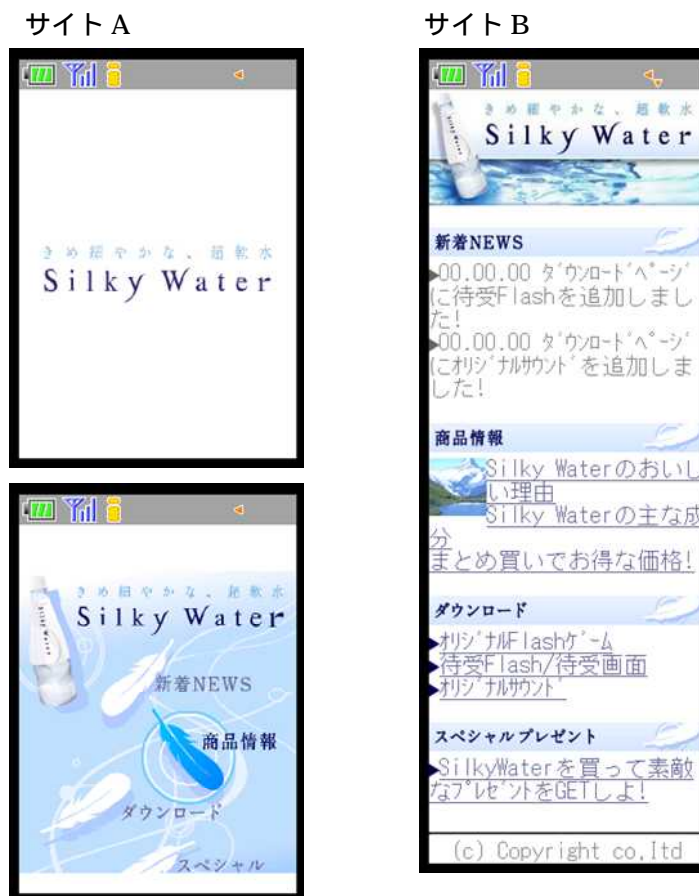 サイト A
きめ細やかな、超軟水
Silky Water
きめ細やかな、超軟水
Silky Water
新着NEWS
商品情報
ダウンロード
スペシャル
サイト B
きめ細やかな、超軟水
Silky Water
新着NEWS
▶00.00.00 ﾀﾞｳﾝﾛｰﾄﾞﾍﾟｰｼﾞ
に待受Flashを追加しまし
た!
▶00.00.00 ﾀﾞｳﾝﾛｰﾄﾞﾍﾟｰｼﾞ
にｵﾘｼﾞﾅﾙｻｳﾝﾄﾞを追加しま
した!
商品情報
Silky Waterのおいし
い理由
Silky Waterの主な成
分
まとめ買いでお得な価格!
ダウンロード
▶ｵﾘｼﾞﾅﾙFlashｹﾞｰﾑ
▶待受Flash/待受画面
▶ｵﾘｼﾞﾅﾙｻｳﾝﾄﾞ
スペシャルプレゼント
▶SilkyWaterを買って素敵
なﾌﾟﾚｾﾞﾝﾄをGETしよ!
(c) Copyright co,ltd